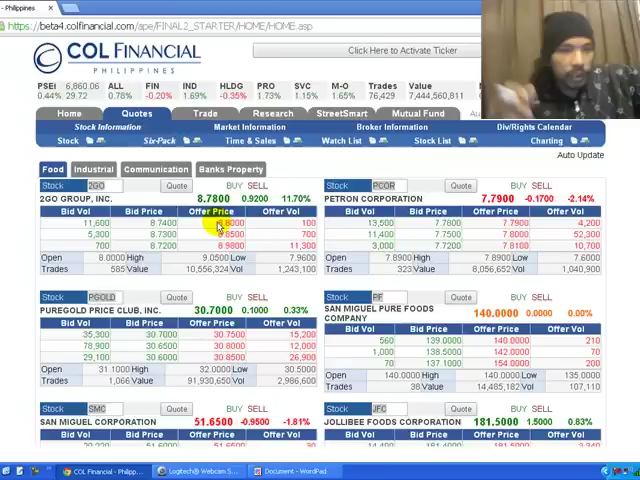 - Philippines
https://beta4.colfinancial.com/ape/FINAL2_STARTER/HOME/HOME.asp
COL FINANCIAL
PHILIPPINES
Click Here to Activate Ticker
PSEi 6,860.06 ALL FIN IND HLDG PRO SVC M-O Trades Value
0.44% 29.72 0.78% -0.20% 1.69% -0.35% 1.73% 1.15% 1.65% 76,429 7,444,560,811
Home Quotes Trade Research StreetSmart Mutual Fund
Stock Information Market Information Broker Information Div/Rights Calendar
Stock Six-Pack Time & Sales Watch List Stock List Charting
Auto Update
Food Industrial Communication Banks Property
Stock 2GO Quote BUY SELL
2GO GROUP, INC. 8.7800 0.9200 11.70%
Bid Vol Bid Price Offer Price Offer Vol
11,600 8.7400 8.8000 100
5,300 8.7300 8.8500 700
700 8.7200 8.9800 11,300
Open 8.0000 High 9.0500 Low 7.9600
Trades 585 Value 10,556,324 Vol 1,243,100
Stock PCOR Quote BUY SELL
PETRON CORPORATION 7.7900 -0.1700 -2.14%
Bid Vol Bid Price Offer Price Offer Vol
13,500 7.7800 7.7900 4,200
11,400 7.7500 7.8000 52,300
3,000 7.7200 7.8100 10,700
Open 7.8900 High 7.8900 Low 7.6000
Trades 323 Value 8,056,652 Vol 1,040,900
Stock PGOLD Quote BUY SELL
PUREGOLD PRICE CLUB, INC. 30.7000 0.1000 0.33%
Bid Vol Bid Price Offer Price Offer Vol
35,300 30.7000 30.7500 15,200
78,900 30.6500 30.8000 12,000
29,100 30.6000 30.8500 26,900
Open 31.1000 High 32.0000 Low 30.5000
Trades 1,066 Value 91,930,650 Vol 2,986,600
Stock PF Quote BUY SELL
SAN MIGUEL PURE FOODS COMPANY 140.0000 0.0000 0.00%
Bid Vol Bid Price Offer Price Offer Vol
560 139.0000 140.0000 210
1,000 138.5000 142.0000 70
70 137.1000 154.0000 200
Open 140.0000 High 140.0000 Low 135.0000
Trades 38 Value 14,485,182 Vol 107,110
Stock SMC Quote BUY SELL
SAN MIGUEL CORPORATION 51.6500 -0.9500 -1.81%
Bid Vol Bid Price Offer Price Offer Vol
Stock JFC Quote BUY SELL
JOLLIBEE FOODS CORPORATION 181.5000 1.5000 0.83%
Bid Vol Bid Price Offer Price Offer Vol
start COL Financial - Philipp... Logitech® Webcam S... Document - WordPad